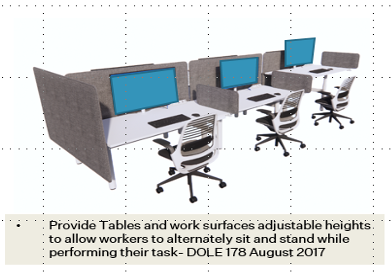 • Provide Tables and work surfaces adjustable heights
to allow workers to alternately sit and stand while
performing their task- DOLE 178 August 2017